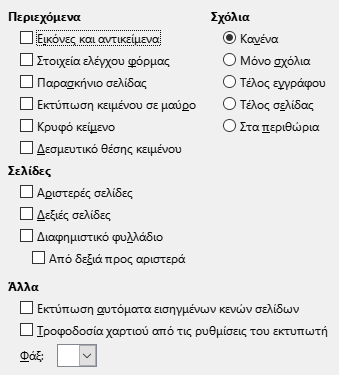 Περιεχόμενα
Εικόνες και αντικείμενα
Στοιχεία ελέγχου φόρμας
Παρασκήνιο σελίδας
Εκτύπωση κειμένου σε μαύρο
Κρυφό κείμενο
Δεσμευτικό θέσης κειμένου
Σχόλια
Κανένα
Μόνο σχόλια
Τέλος εγγράφου
Τέλος σελίδας
Στα περιθώρια
Σελίδες
Αριστερές σελίδες
Δεξιές σελίδες
Διαφημιστικό φυλλάδιο
Από δεξιά προς αριστερά
Άλλα
Εκτύπωση αυτόματα εισηγμένων κενών σελίδων
Τροφοδοσία χαρτιού από τις ρυθμίσεις του εκτυπωτή
Φάξ: